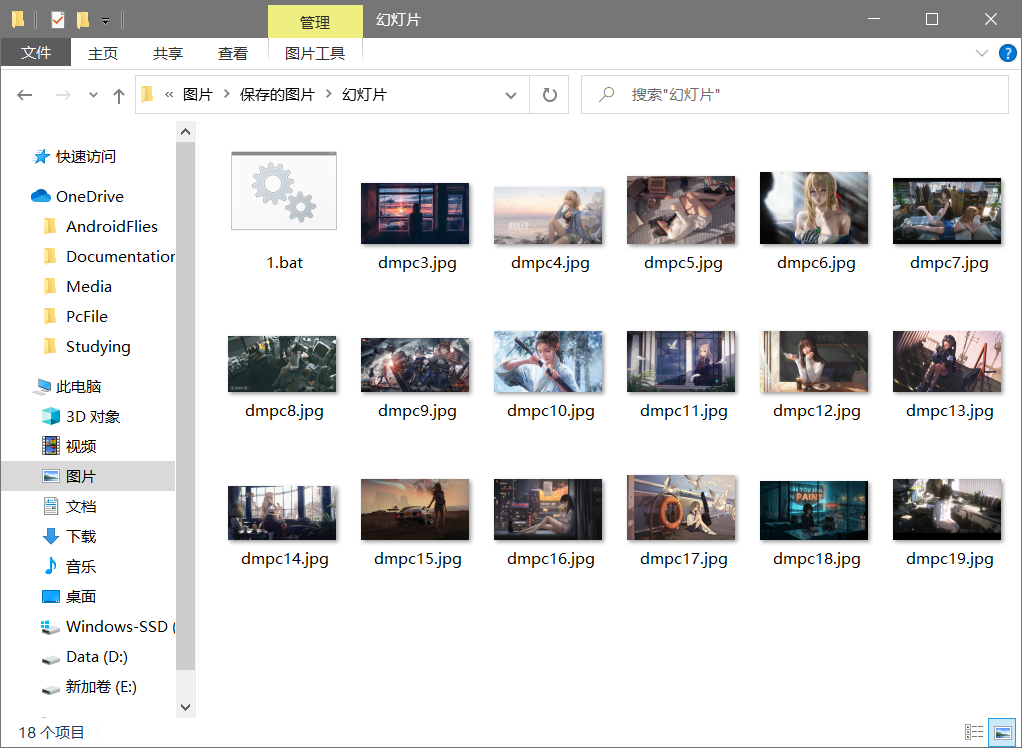 管理
幻灯片
文件
主页
共享
查看
图片工具
«
图片
保存的图片
幻灯片
搜索"幻灯片"
快速访问
OneDrive
AndroidFlies
Documentation
Media
PcFile
Studying
此电脑
3D 对象
视频
图片
文档
下载
音乐
桌面
Windows-SSD (
Data (D:)
新加卷 (E:)
1.bat
dmpc3.jpg
dmpc4.jpg
dmpc5.jpg
dmpc6.jpg
dmpc7.jpg
dmpc8.jpg
dmpc9.jpg
dmpc10.jpg
dmpc11.jpg
dmpc12.jpg
dmpc13.jpg
dmpc14.jpg
dmpc15.jpg
dmpc16.jpg
dmpc17.jpg
dmpc18.jpg
dmpc19.jpg
RULER
PAIN?
18 个项目